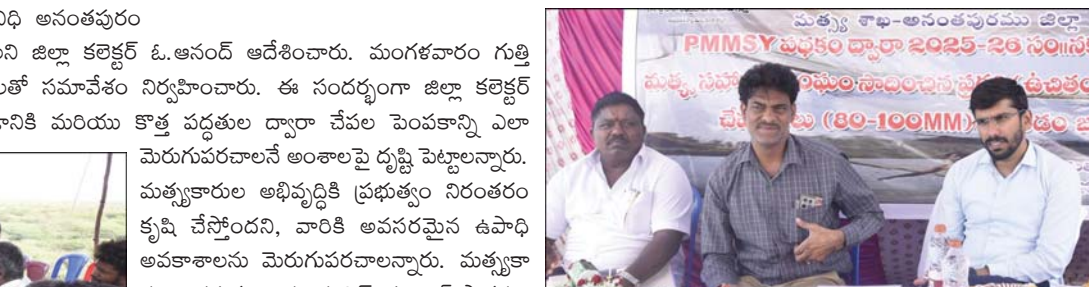 అనంతపురం
జిల్లా కలెక్టర్ ఓ.ఆనంద్ ఆదేశించారు. మంగళవారం గుత్తి
సమావేశం నిర్వహించారు. ఈ సందర్భంగా జిల్లా కలెక్టర్
మరియు కొత్త పద్ధతుల ద్వారా చేపల పెంపకాన్ని ఎలా
మెరుగుపరచాలనే అంశాలపై దృష్టి పెట్టాలన్నారు.
మత్స్యకారుల అభివృద్ధికి ప్రభుత్వం నిరంతరం
కృషి చేస్తోందని, వారికి అవసరమైన ఉపాధి
అవకాశాలను మెరుగుపరచాలన్నారు. మత్స్యకా
మత్స్య శాఖ-అనంతపురము జిల్లా
PMMSY పథకం ద్వారా 2025-26 సం॥
మత్స్య
(80-100MM)